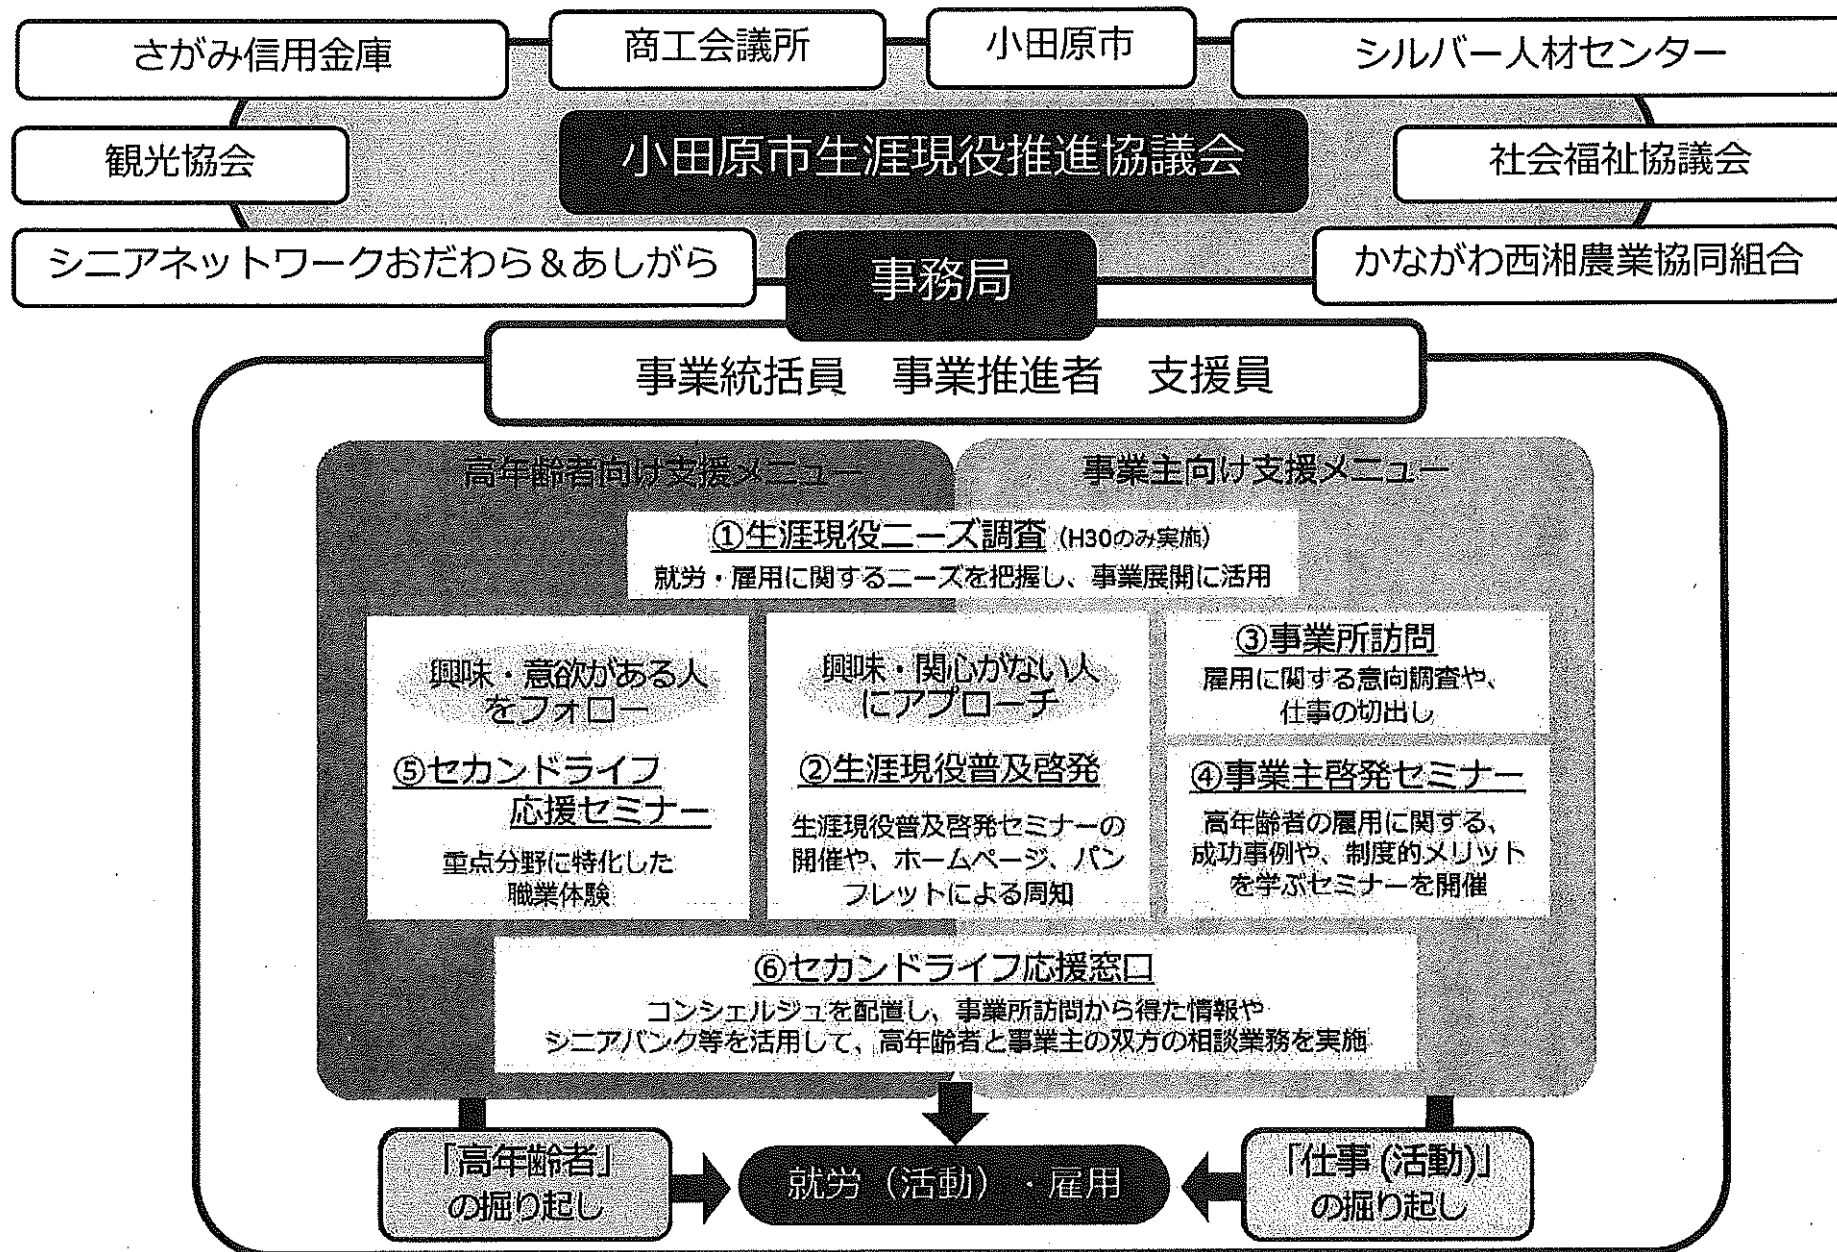 さがみ信用金庫
商工会議所
小田原市
シルバー人材センター
観光協会
小田原市生涯現役推進協議会
社会福祉協議会
シニアネットワークおだわら&あしがら
事務局
かながわ西湘農業協同組合
事業統括員　事業推進者　支援員
高年齢者向け支援メニュー
事業主向け支援メニュー
①生涯現役ニーズ調査 (H30のみ実施)
就労・雇用に関するニーズを把握し、事業展開に活用
興味・意欲がある人
をフォロー
⑤セカンドライフ
応援セミナー
重点分野に特化した
職業体験
興味・関心がない人
にアプローチ
②生涯現役普及啓発
生涯現役普及啓発セミナーの
開催や、ホームページ、パン
フレットによる周知
③事業所訪問
雇用に関する意向調査や、
仕事の切出し
④事業主啓発セミナー
高年齢者の雇用に関する、
成功事例や、制度的メリット
を学ぶセミナーを開催
⑥セカンドライフ応援窓口
コンシェルジュを配置し、事業所訪問から得た情報や
シニアバンク等を活用して、高年齢者と事業主の双方の相談業務を実施
「高年齢者」
の掘り起し
就労（活動）・雇用
「仕事(活動)」
の掘り起し